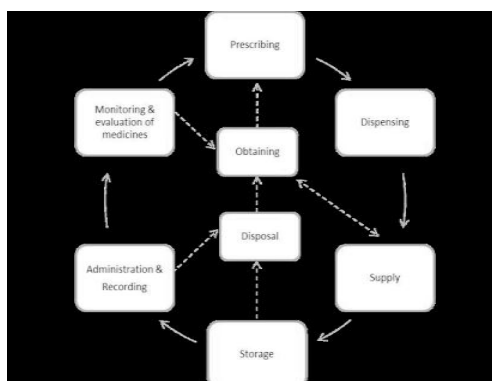 Prescribing
Monitoring &
evaluation of
medicines
Dispensing
Obtaining
Disposal
Administration &
Recording
Supply
Storage